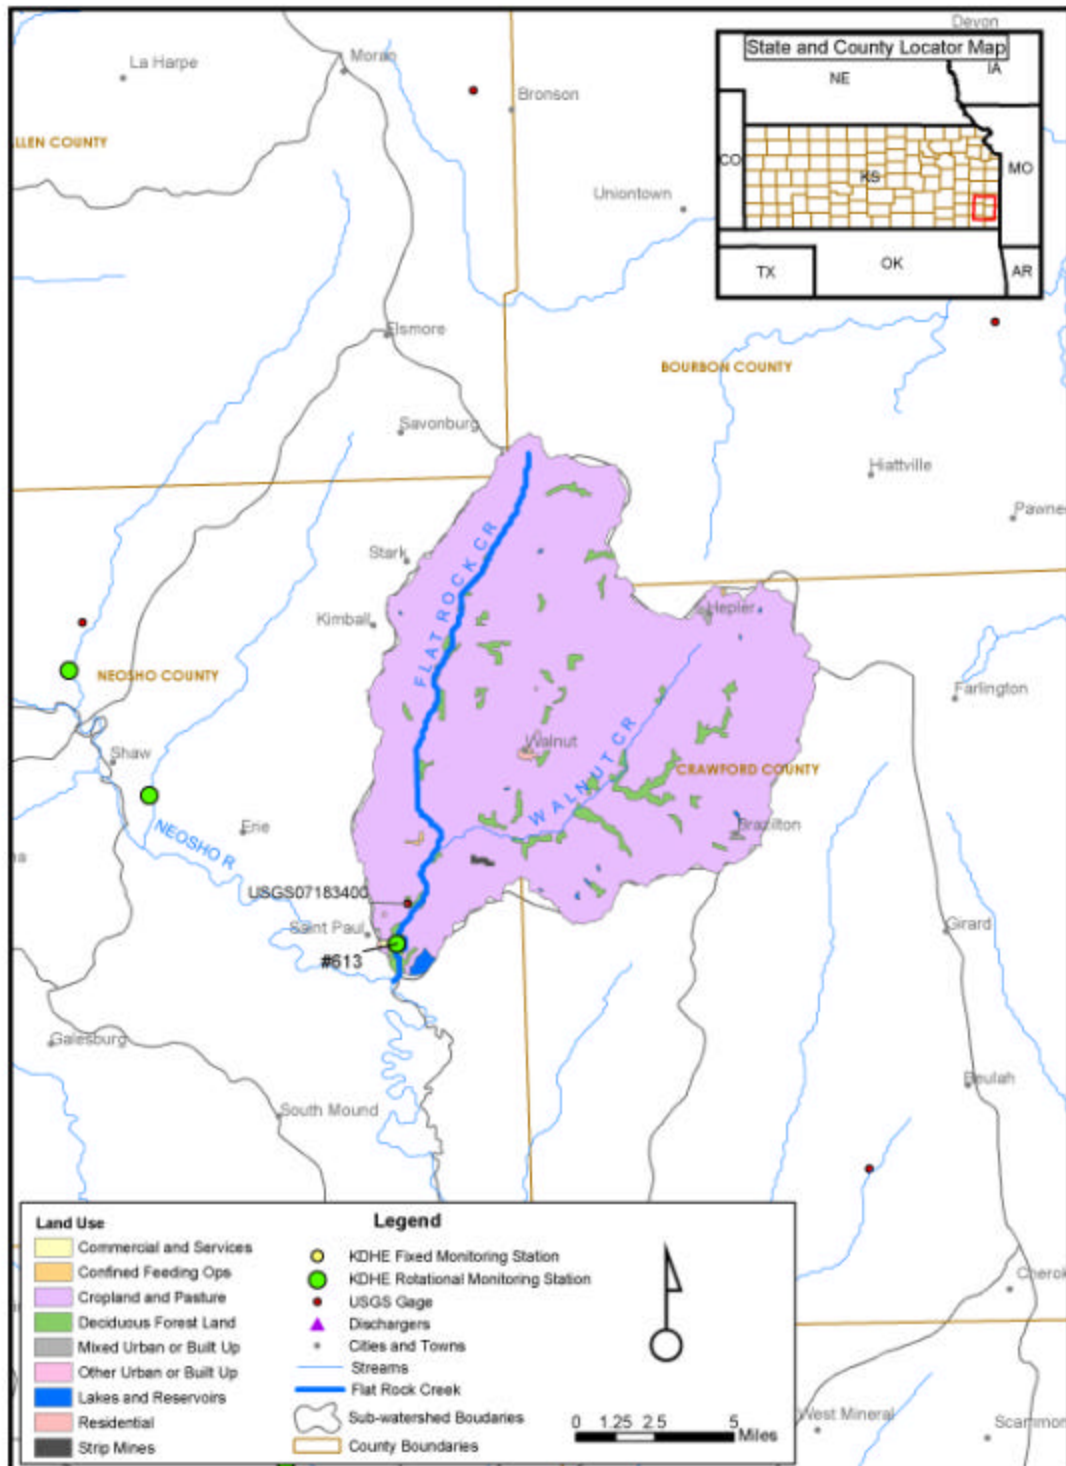 Devon
State and County Locator Map
NE
IA
CO
KS
MO
TX
OK
AR
La Harpe
Moran
Bronson
LLEN COUNTY
Uniontown
Elsmore
BOURBON COUNTY
Savonburg
Hiattville
Pawne
Stark
FLAT ROCK CR
Kimball
Hepler
NEOSHO COUNTY
Farlington
Shaw
Walnut
WALNUT CR
CRAWFORD COUNTY
Erie
NEOSHO R
Brazilton
na
USGS07183400
Saint Paul
#613
Girard
Galesburg
Beulah
South Mound
Cherok
West Mineral
Scammon
Legend
Land Use
Commercial and Services
Confined Feeding Ops
Cropland and Pasture
Deciduous Forest Land
Mixed Urban or Built Up
Other Urban or Built Up
Lakes and Reservoirs
Residential
Strip Mines
KDHE Fixed Monitoring Station
KDHE Rotational Monitoring Station
USGS Gage
Dischargers
Cities and Towns
Streams
Flat Rock Creek
Sub-watershed Boudaries
County Boundaries
0 1.25 2.5 5
Miles